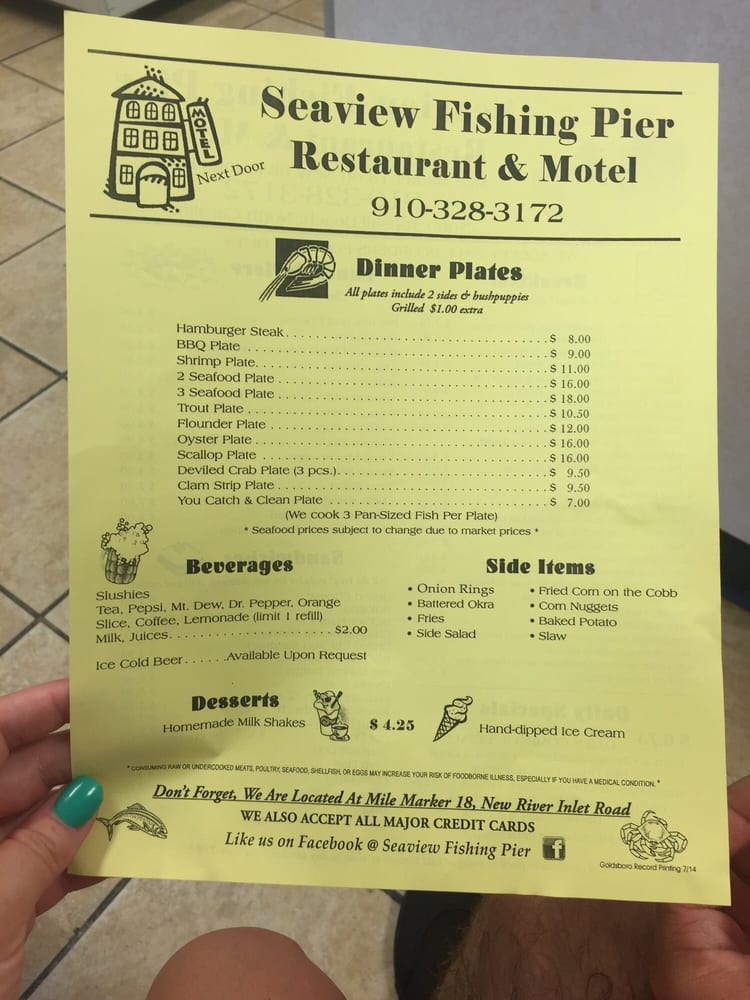 MOTEL
Next Door
Seaview Fishing Pier
Restaurant & Motel
910-328-3172
Dinner Plates
All plates include 2 sides & hushpuppies
Grilled $1.00 extra
Hamburger Steak. . . . . . . . . . . . . . . . . . . . $ 8.00
BBQ Plate . . . . . . . . . . . . . . . . . . . . $ 9.00
Shrimp Plate. . . . . . . . . . . . . . . . . . . . $ 11.00
2 Seafood Plate . . . . . . . . . . . . . . . . . . . . $ 16.00
3 Seafood Plate . . . . . . . . . . . . . . . . . . . . $ 18.00
Trout Plate . . . . . . . . . . . . . . . . . . . . $ 10.50
Flounder Plate . . . . . . . . . . . . . . . . . . . . $ 12.00
Oyster Plate . . . . . . . . . . . . . . . . . . . . $ 16.00
Scallop Plate . . . . . . . . . . . . . . . . . . . . $ 16.00
Deviled Crab Plate (3 pcs.). . . . . . . . . . . . . . . . . . . . $ 9.50
Clam Strip Plate . . . . . . . . . . . . . . . . . . . . $ 9.50
You Catch & Clean Plate . . . . . . . . . . . . . . . . . . . . $ 7.00
(We cook 3 Pan-Sized Fish Per Plate)
* Seafood prices subject to change due to market prices *
Beverages
Slushies
Tea, Pepsi, Mt. Dew, Dr. Pepper, Orange
Slice, Coffee, Lemonade (limit 1 refill)
Milk, Juices. . . . . . . . . . . . . . . . . . . . $2.00
Ice Cold Beer. . . . . .Available Upon Request
Side Items
• Onion Rings
• Battered Okra
• Fries
• Side Salad
• Fried Corn on the Cobb
• Corn Nuggets
• Baked Potato
• Slaw
Desserts
Homemade Milk Shakes $ 4.25
Hand-dipped Ice Cream
* CONSUMING RAW OR UNDERCOOKED MEATS, POULTRY, SEAFOOD, SHELLFISH, OR EGGS MAY INCREASE YOUR RISK OF FOODBORNE ILLNESS, ESPECIALLY IF YOU HAVE A MEDICAL CONDITION. *
Don't Forget, We Are Located At Mile Marker 18, New River Inlet Road
WE ALSO ACCEPT ALL MAJOR CREDIT CARDS
Like us on Facebook @ Seaview Fishing Pier f
Goldsboro Record Printing 7/14